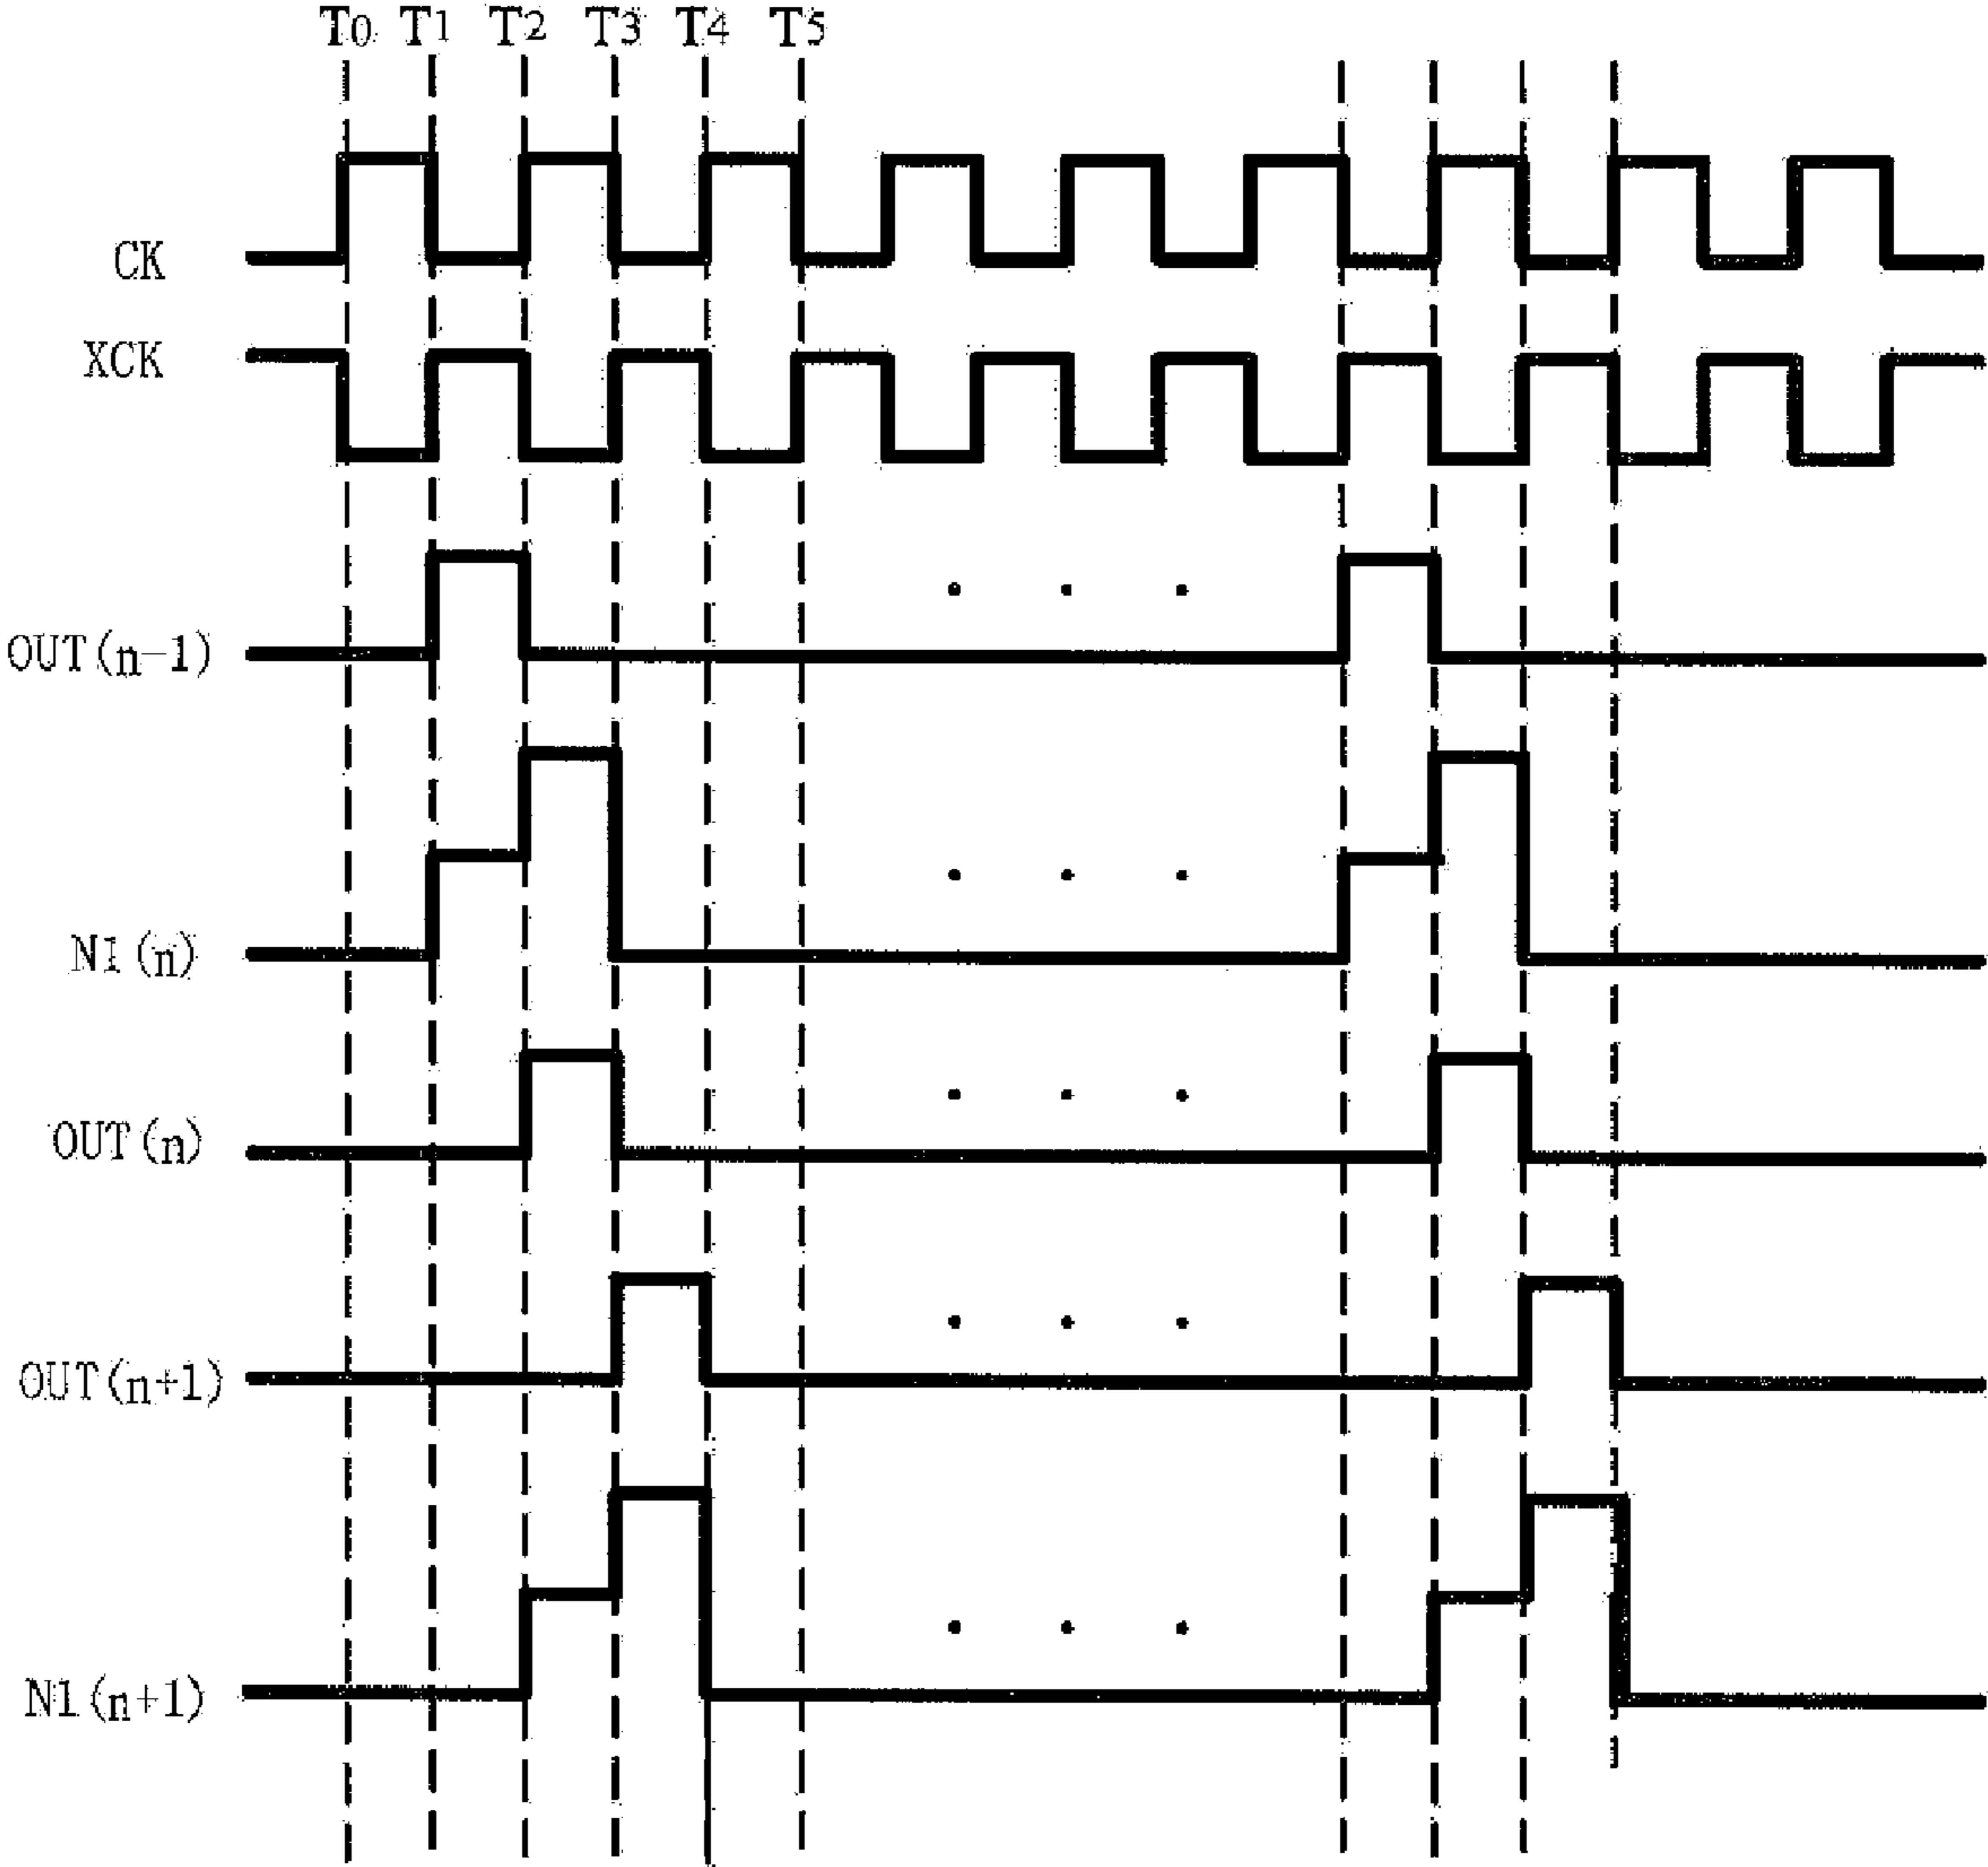 T0 T1 T2 T3 T4 T5
CK
XCK
OUT(n-1)
N1(n)
OUT(n)
OUT(n+1)
N1(n+1)